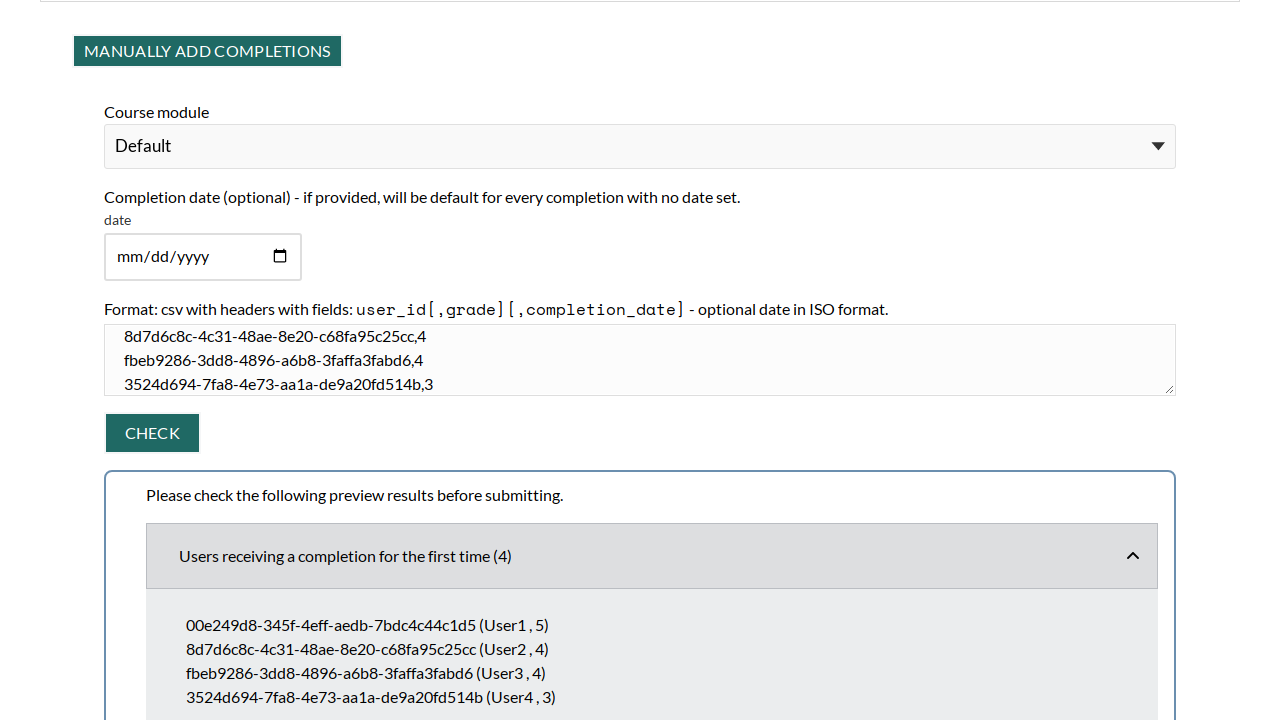 MANUALLY ADD COMPLETIONS
Course module
Default
Completion date (optional) - if provided, will be default for every completion with no date set.
date
mm/dd/yyyy
Format: csv with headers with fields: user_id[,grade][,completion_date] - optional date in ISO format.
8d7d6c8c-4c31-48ae-8e20-c68fa95c25cc,4
fbeb9286-3dd8-4896-a6b8-3faffa3fabd6,4
3524d694-7fa8-4e73-aa1a-de9a20fd514b,3
CHECK
Please check the following preview results before submitting.
Users receiving a completion for the first time (4)
00e249d8-345f-4eff-aedb-7bdc4c44c1d5 (User1 , 5)
8d7d6c8c-4c31-48ae-8e20-c68fa95c25cc (User2 , 4)
fbeb9286-3dd8-4896-a6b8-3faffa3fabd6 (User3 , 4)
3524d694-7fa8-4e73-aa1a-de9a20fd514b (User4 , 3)